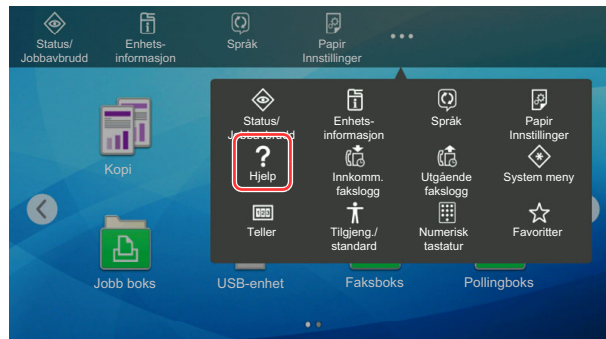 Status/ Enhets- Språk Papir
Jobbavbrudd informasjon Innstillinger
Status/ Enhets- Språk Papir
Jobbavbrudd informasjon Innstillinger
Kopi
Hjelp Innkomm. Utgående System meny
fakslogg fakslogg
Teller Tilgjeng./ Numerisk Favoritter
standard tastatur
Jobb boks USB-enhet Faksboks Pollingboks